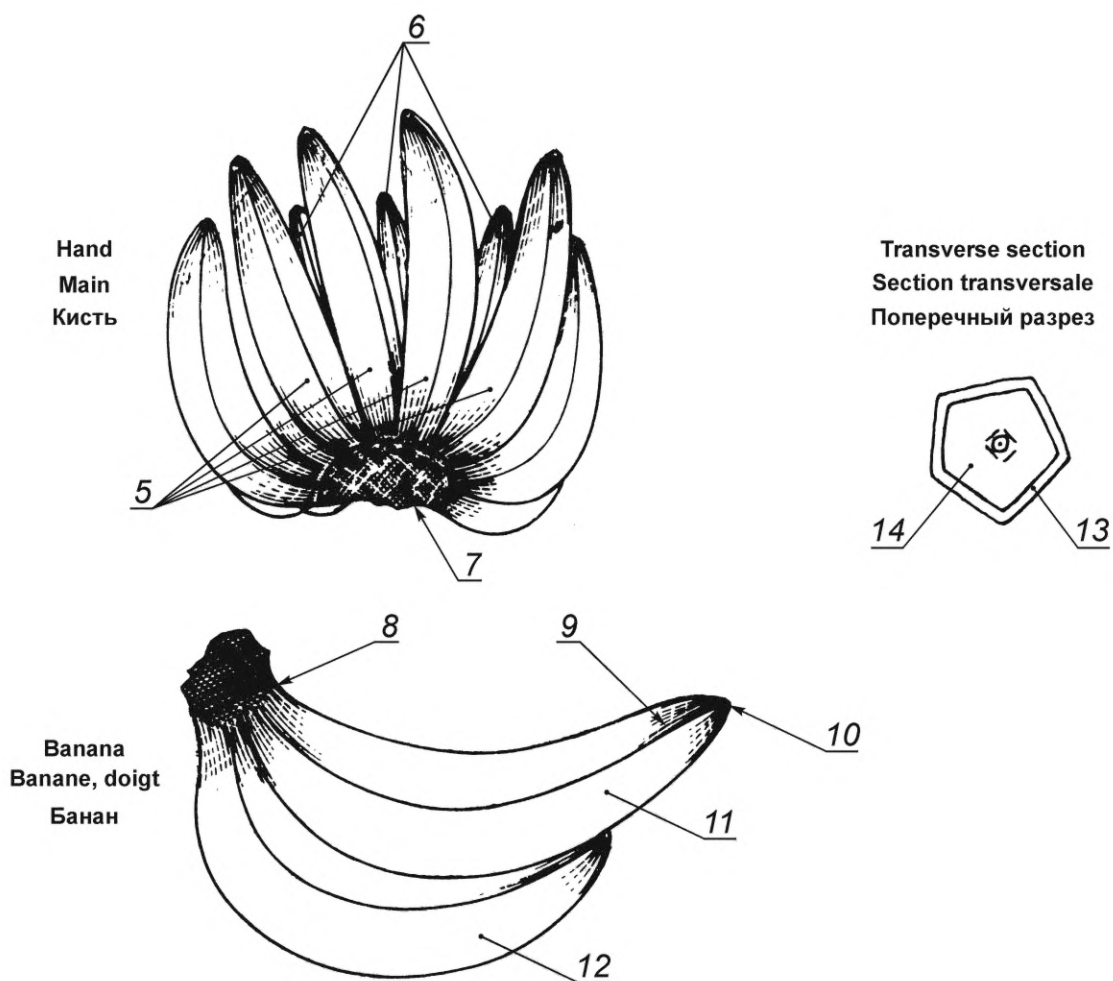 6
Hand
Main
Кисть
Transverse section
Section transversale
Поперечный разрез
5
7
14
13
8
9
10
Banana
Banane, doigt
Банан
11
12